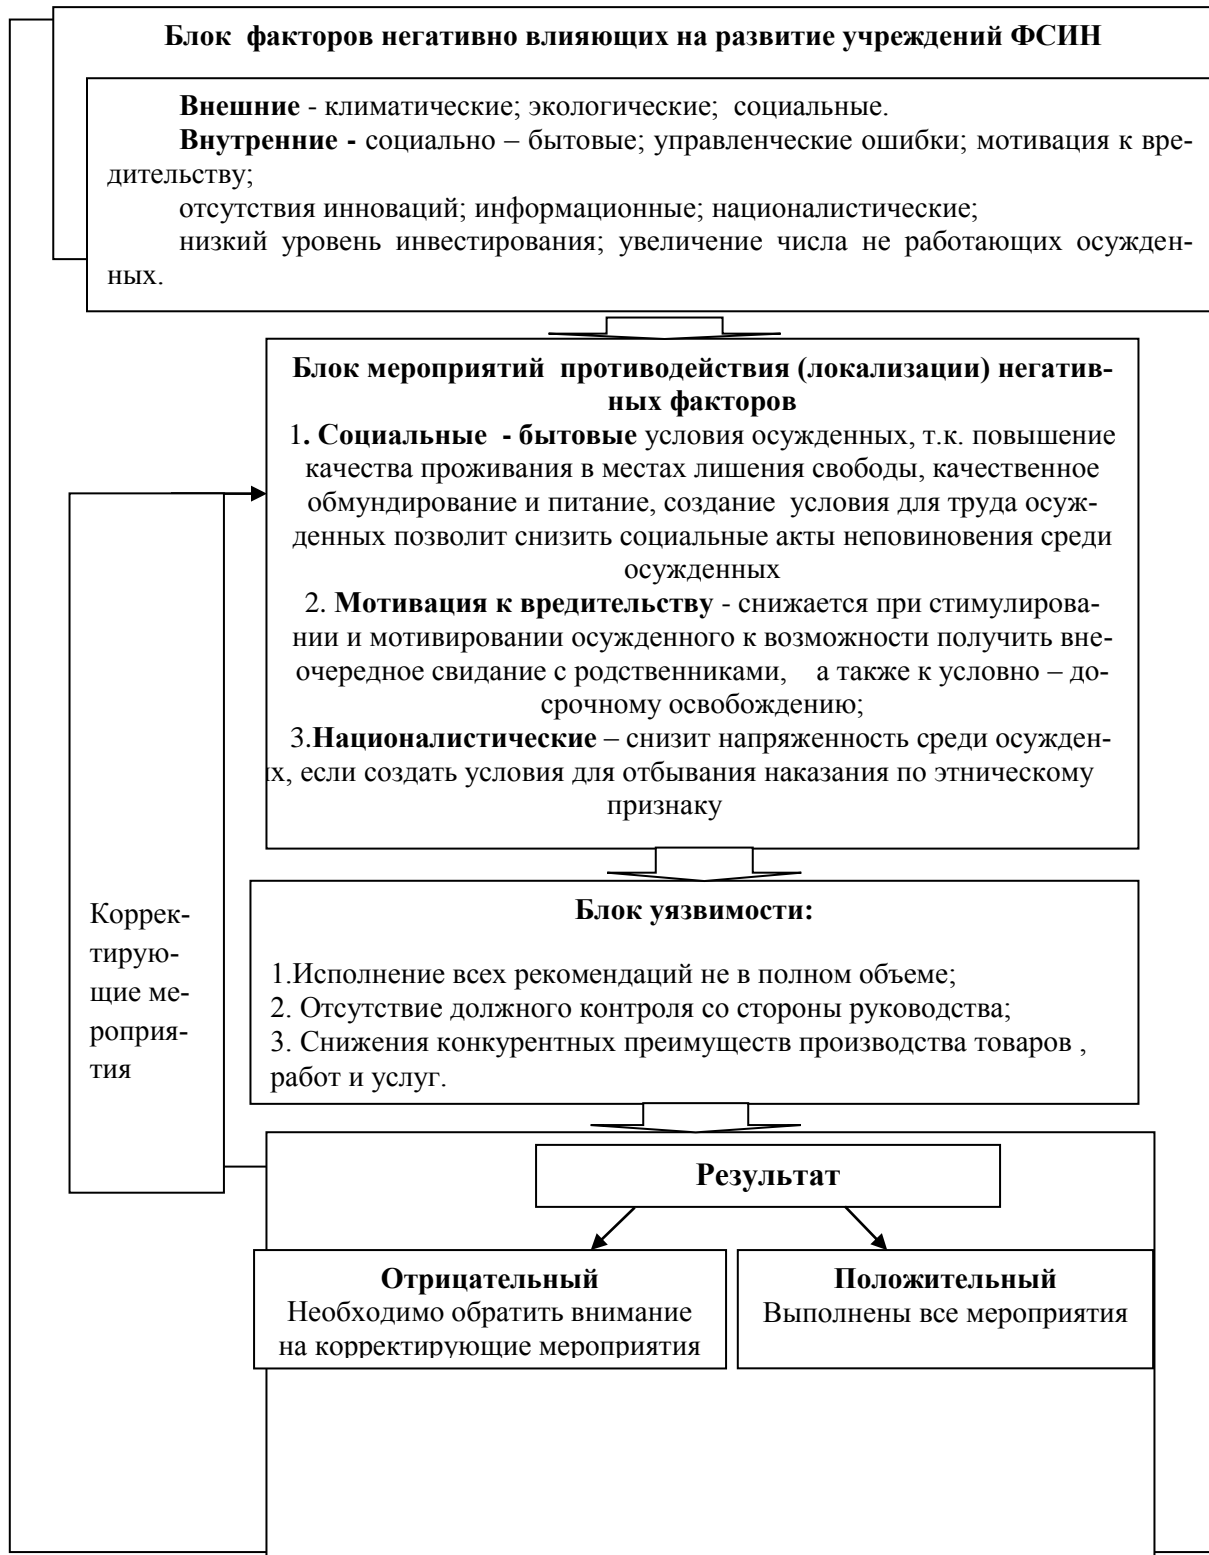 Блок факторов негативно влияющих на развитие учреждений ФСИН
Внешние - климатические; экологические; социальные.
Внутренние - социально – бытовые; управленческие ошибки; мотивация к вре-
дительству;
отсутствия инноваций; информационные; националистические;
низкий уровень инвестирования; увеличение числа не работающих осужден-
ных.
Блок мероприятий противодействия (локализации) негатив-
ных факторов
1. Социальные - бытовые условия осужденных, т.к. повышение
качества проживания в местах лишения свободы, качественное
обмундирование и питание, создание условия для труда осуж-
денных позволит снизить социальные акты неповиновения среди
осужденных
2. Мотивация к вредительству - снижается при стимулирова-
нии и мотивировании осужденного к возможности получить вне-
очередное свидание с родственниками, а также к условно – до-
срочному освобождению;
3.Националистические – снизит напряженность среди осужден-
ых, если создать условия для отбывания наказания по этническому
признаку
Коррек-
тирую-
щие ме-
роприя-
тия
Блок уязвимости:
1.Исполнение всех рекомендаций не в полном объеме;
2. Отсутствие должного контроля со стороны руководства;
3. Снижения конкурентных преимуществ производства товаров ,
работ и услуг.
Результат
Отрицательный
Необходимо обратить внимание
на корректирующие мероприятия
Положительный
Выполнены все мероприятия